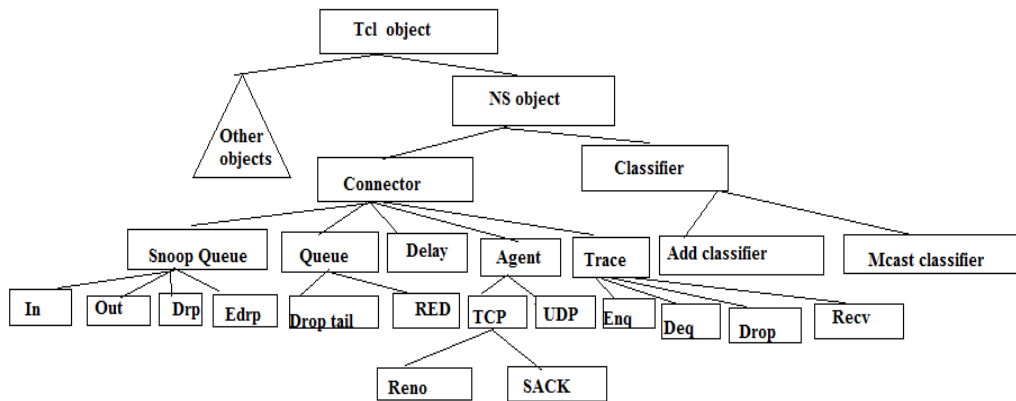 Tcl object
NS object
Other
objects
Connector
Classifier
Snoop Queue
Queue
Delay
Agent
Trace
Add classifier
Mcast classifier
In
Out
Drp
Edrp
Drop tail
RED
TCP
UDP
Enq
Deq
Drop
Recv
Reno
SACK